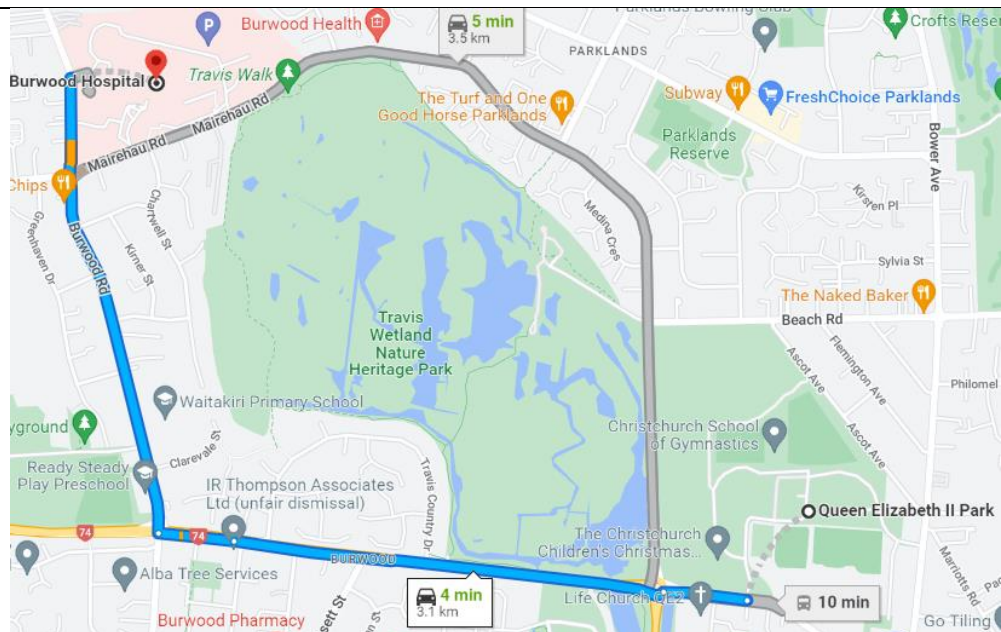 Parklands Bowling Club
Crofts Reser
Burwood Health
P
5 min
3.5 km
PARKLANDS
Burwood Hospital
Travis Walk
Subway
FreshChoice Parklands
The Turf and One
Good Horse Parklands
Mairehau Rd
Mairehau Rd
Parklands
Reserve
Bower Ave
Chips
Greenhaven Dr
Chartwell St
Kirner St
Burwood Rd
Medina Cres
Kirsten Pl
Sylvia St
The Naked Baker
Beach Rd
Travis
Wetland
Nature
Heritage Park
Ascot Ave
Flemington Ave
Philomel
Waitakiri Primary School
Christchurch School
of Gymnastics
Ascot Ave
yground
Clarevale St
Ready Steady
Play Preschool
IR Thompson Associates
Ltd (unfair dismissal)
Travis Country Dr
Queen Elizabeth II Park
74
74
The Christchurch
Children's Christmas...
BURWOOD
Marriotts Rd
Alba Tree Services
4 min
3.1 km
Life Church
10 min
Burwood Pharmacy
sett St
Go Tiling